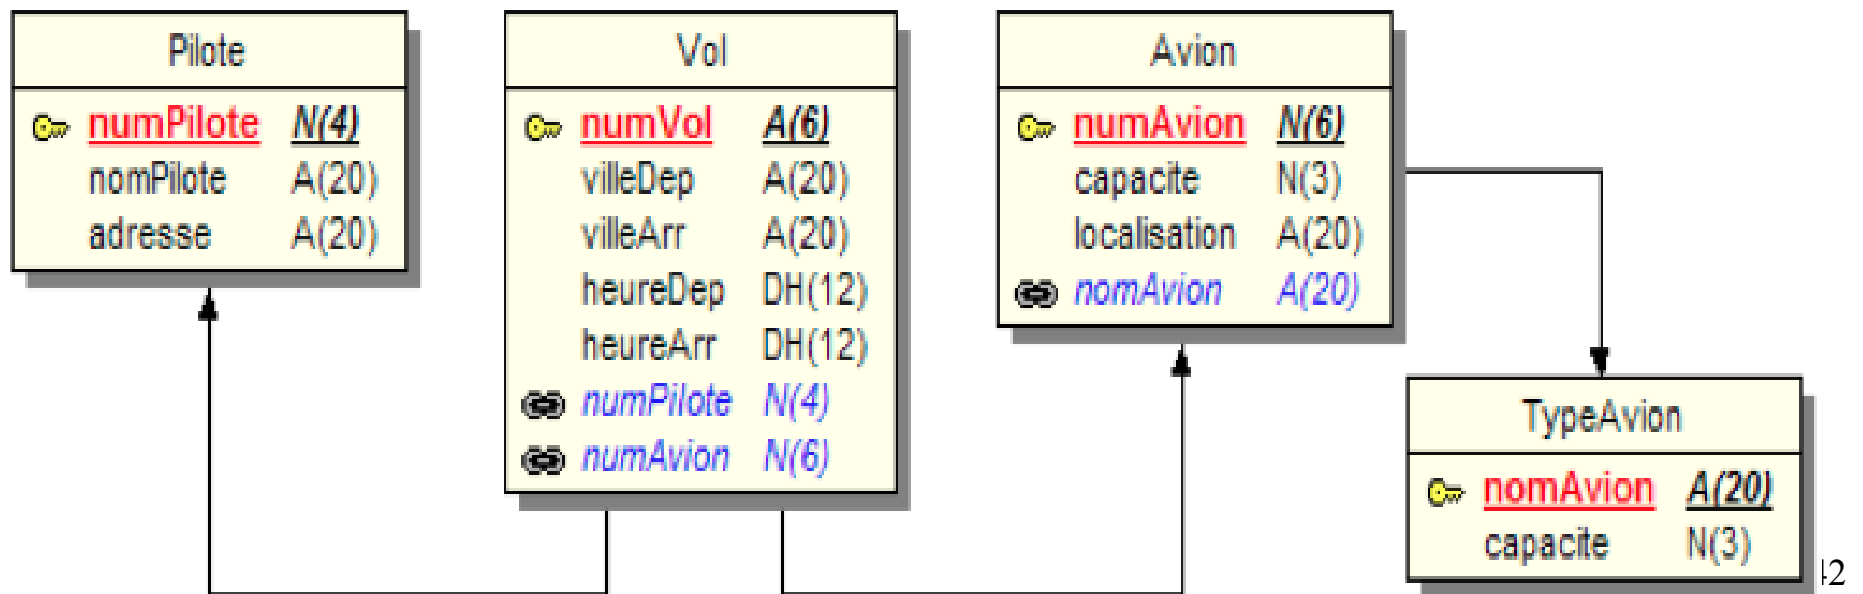 Pilote
numPilote N(4)
nomPilote A(20)
adresse A(20)
Vol
numVol A(6)
villeDep A(20)
villeArr A(20)
heureDep DH(12)
heureArr DH(12)
numPilote N(4)
numAvion N(6)
Avion
numAvion N(6)
capacite N(3)
localisation A(20)
nomAvion A(20)
TypeAvion
nomAvion A(20)
capacite N(3)